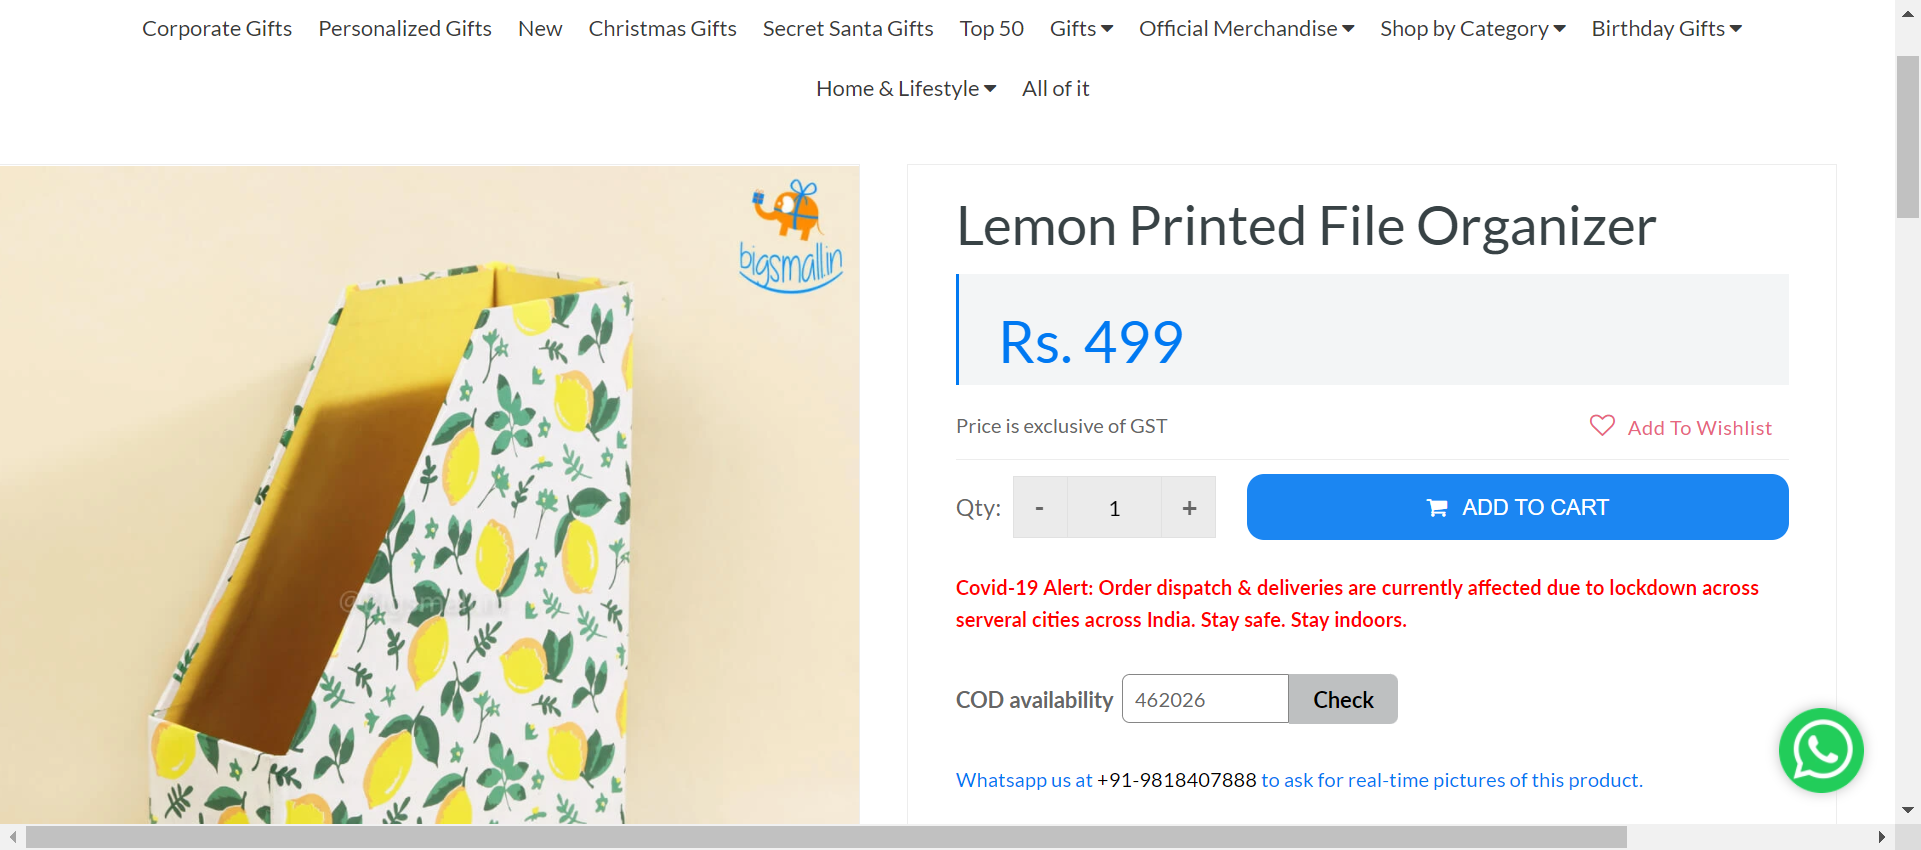 Corporate Gifts Personalized Gifts New Christmas Gifts Secret Santa Gifts Top 50 Gifts Official Merchandise Shop by Category Birthday Gifts
Home & Lifestyle All of it
bigsmall.in
Lemon Printed File Organizer
Rs. 499
Price is exclusive of GST
Add To Wishlist
Qty: - 1 + ADD TO CART
Covid-19 Alert: Order dispatch & deliveries are currently affected due to lockdown across
serveral cities across India. Stay safe. Stay indoors.
COD availability 462026 Check
Whatsapp us at +91-9818407888 to ask for real-time pictures of this product.